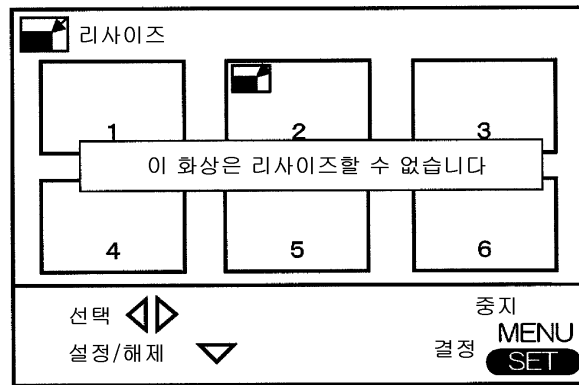 리사이즈
1 2 3
이 화상은 리사이즈할 수 없습니다
4 5 6
선택
중지
설정/해제
결정
MENU
SET